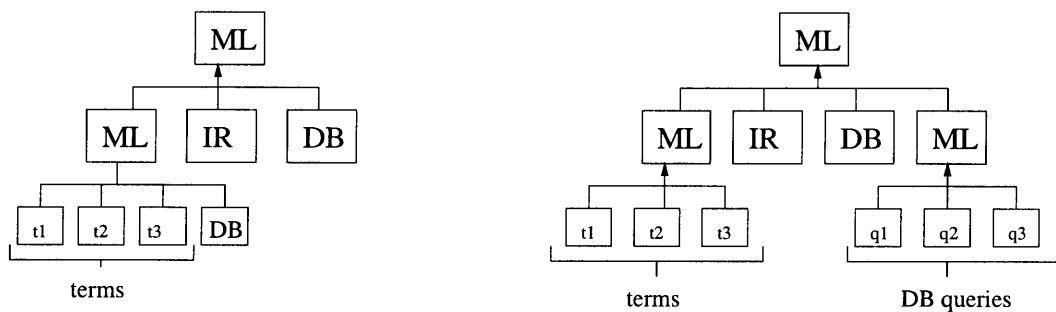 ML
ML IR DB
t1 t2 t3 DB
terms
ML
ML IR DB ML
t1 t2 t3 q1 q2 q3
terms DB queries